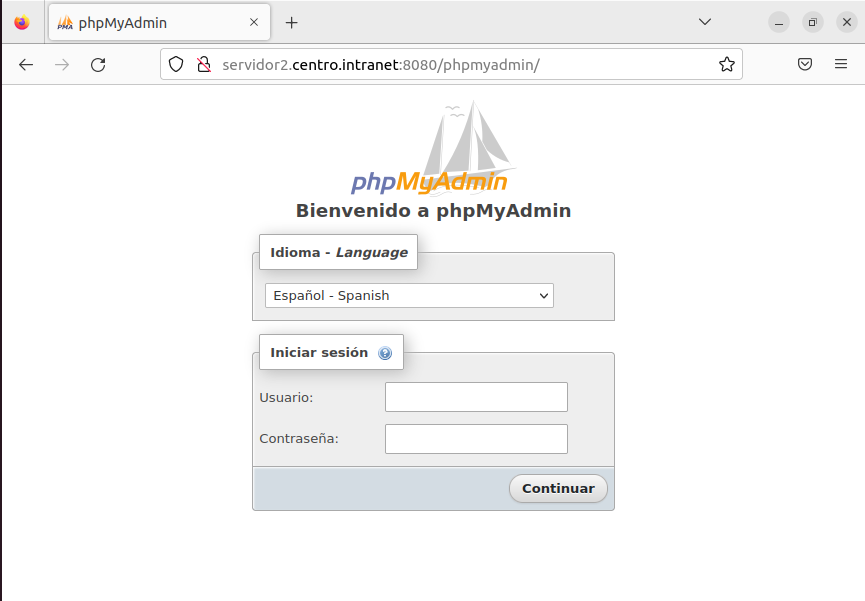 phpMyAdmin
servidor2.centro.intranet:8080/phpmyadmin/
phpMyAdmin
Bienvenido a phpMyAdmin
Idioma - Language
Español - Spanish
Iniciar sesión
Usuario:
Contraseña:
Continuar